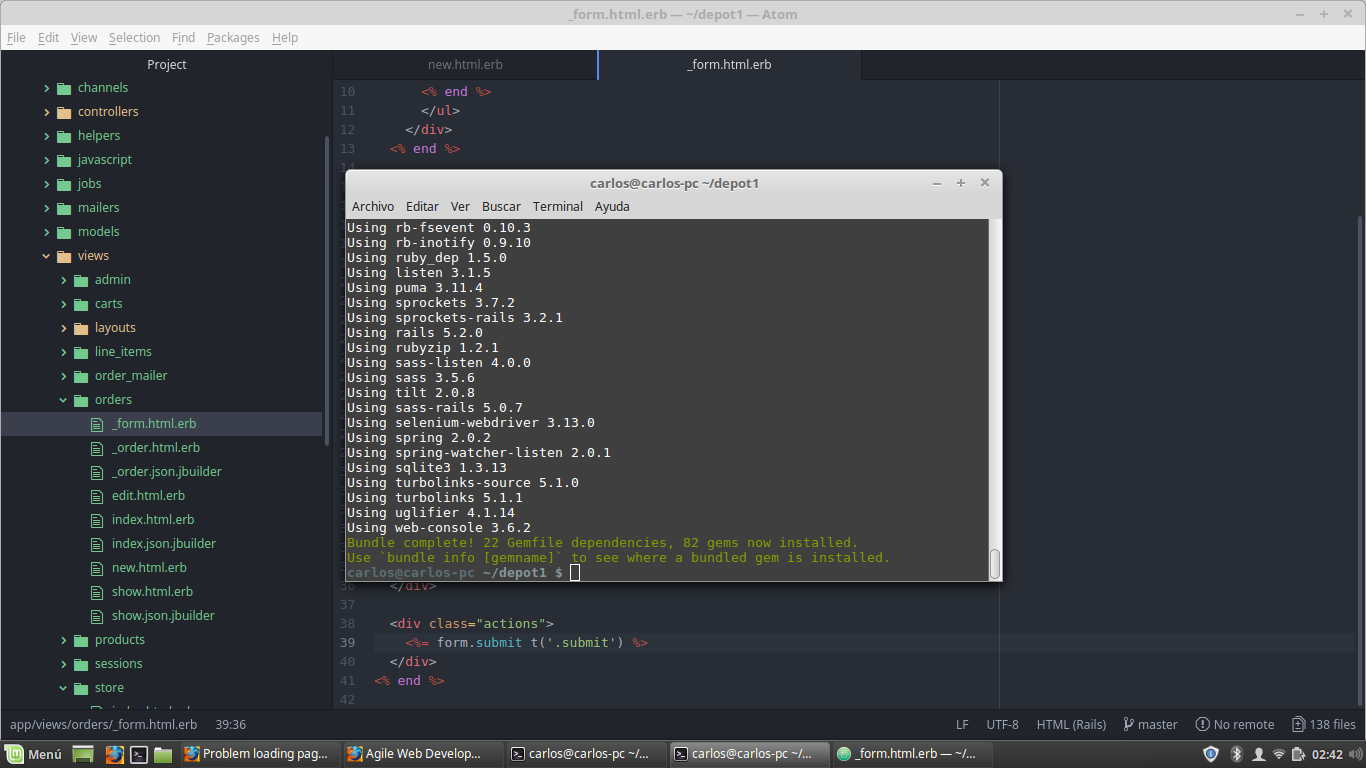 _form.html.erb — ~/depot1 — Atom
File Edit View Selection Find Packages Help
Project
channels
controllers
helpers
javascript
jobs
mailers
models
views
admin
carts
layouts
line_items
order_mailer
orders
_form.html.erb
_order.html.erb
_order.json.jbuilder
edit.html.erb
index.html.erb
index.json.jbuilder
new.html.erb
show.html.erb
show.json.jbuilder
products
sessions
store
new.html.erb
_form.html.erb
10 <% end %>
11 </ul>
12 </div>
13 <% end %>
14
carlos@carlos-pc ~/depot1
Archivo Editar Ver Buscar Terminal Ayuda
Using rb-fsevent 0.10.3
Using rb-inotify 0.9.10
Using ruby_dep 1.5.0
Using listen 3.1.5
Using puma 3.11.4
Using sprockets 3.7.2
Using sprockets-rails 3.2.1
Using rails 5.2.0
Using rubyzip 1.2.1
Using sass-listen 4.0.0
Using sass 3.5.6
Using tilt 2.0.8
Using sass-rails 5.0.7
Using selenium-webdriver 3.13.0
Using spring 2.0.2
Using spring-watcher-listen 2.0.1
Using sqlite3 1.3.13
Using turbolinks-source 5.1.0
Using turbolinks 5.1.1
Using uglifier 4.1.14
Using web-console 3.6.2
Bundle complete! 22 Gemfile dependencies, 82 gems now installed.
Use `bundle info [gemname]` to see where a bundled gem is installed.
carlos@carlos-pc ~/depot1 $
36 </div>
37
38 <div class="actions">
39 <%= form.submit t('.submit') %>
40 </div>
41 <% end %>
42
app/views/orders/_form.html.erb 39:36 LF UTF-8 HTML (Rails) master No remote 138 files
Menú Problem loading pag... Agile Web Develop... carlos@carlos-pc ~/... carlos@carlos-pc ~/... _form.html.erb — ~/... 02:42